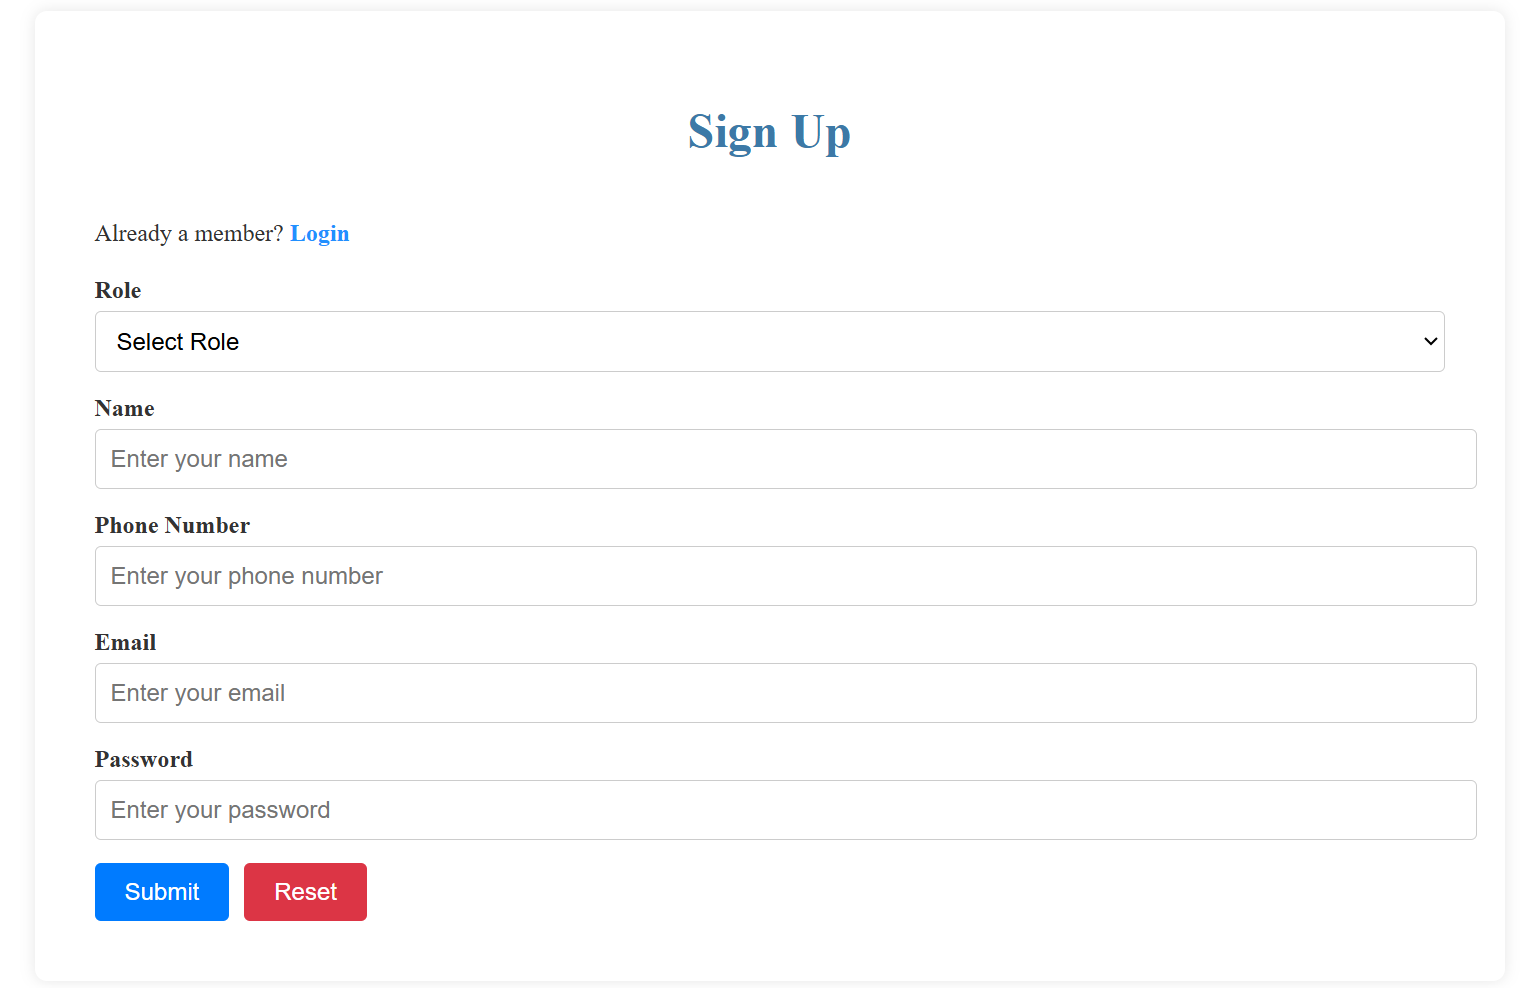 Sign Up
Already a member? Login
Role
Select Role
Name
Enter your name
Phone Number
Enter your phone number
Email
Enter your email
Password
Enter your password
Submit Reset